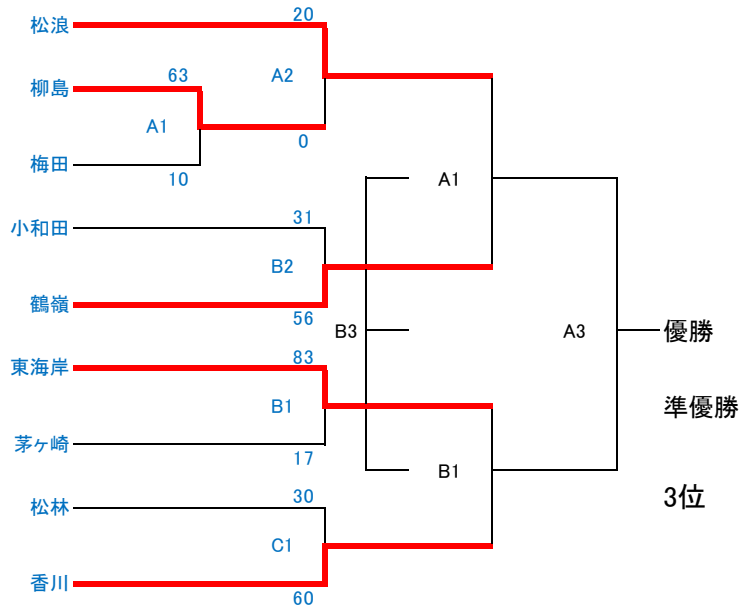 松浪
20
A2
柳島
63
A1
0
梅田
10
A1
小和田
31
B2
鶴嶺
56
B3
A3
優勝
東海岸
83
B1
準優勝
茅ヶ崎
17
B1
松林
30
3位
C1
香川
60